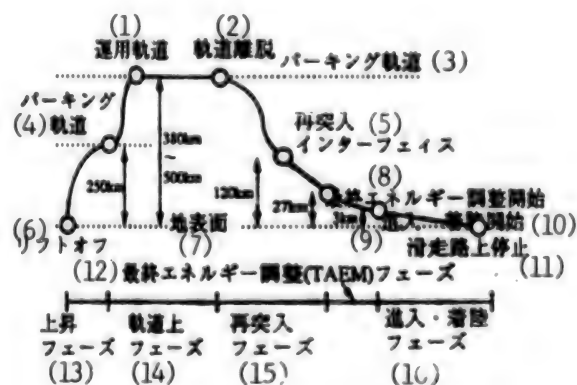 (1)
運用軌道
(2)
軌道離脱
パーキング軌道 (3)
パーキング
(4) 軌道
再突入 (5)
インターフェイス
380km
~
500km
250km
120km
27km
3km
(8)
最終エネルギー調整開始
進入・着陸開始 (10)
(6)
リフトオフ
地表面
(7)
(9)
滑走路上停止
(11)
(12) 最終エネルギー調整(TAEM)フェーズ
上昇
フェーズ
(13)
軌道上
フェーズ
(14)
再突入
フェーズ
(15)
進入・着陸
フェーズ
(16)